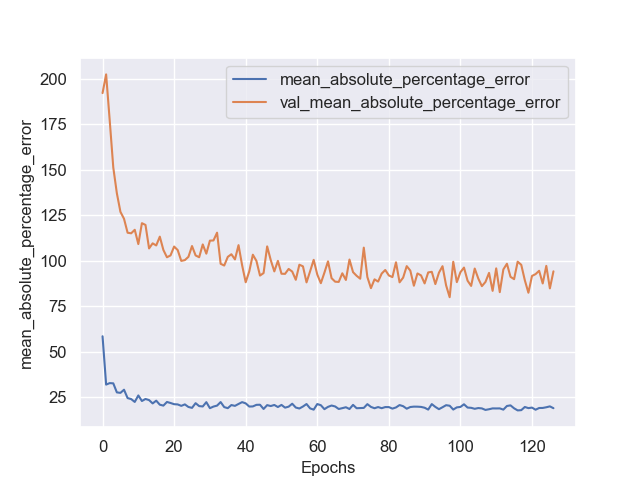 mean_absolute_percentage_error
val_mean_absolute_percentage_error
200
175
150
125
100
75
50
25
mean_absolute_percentage_error
0 20 40 60 80 100 120
Epochs